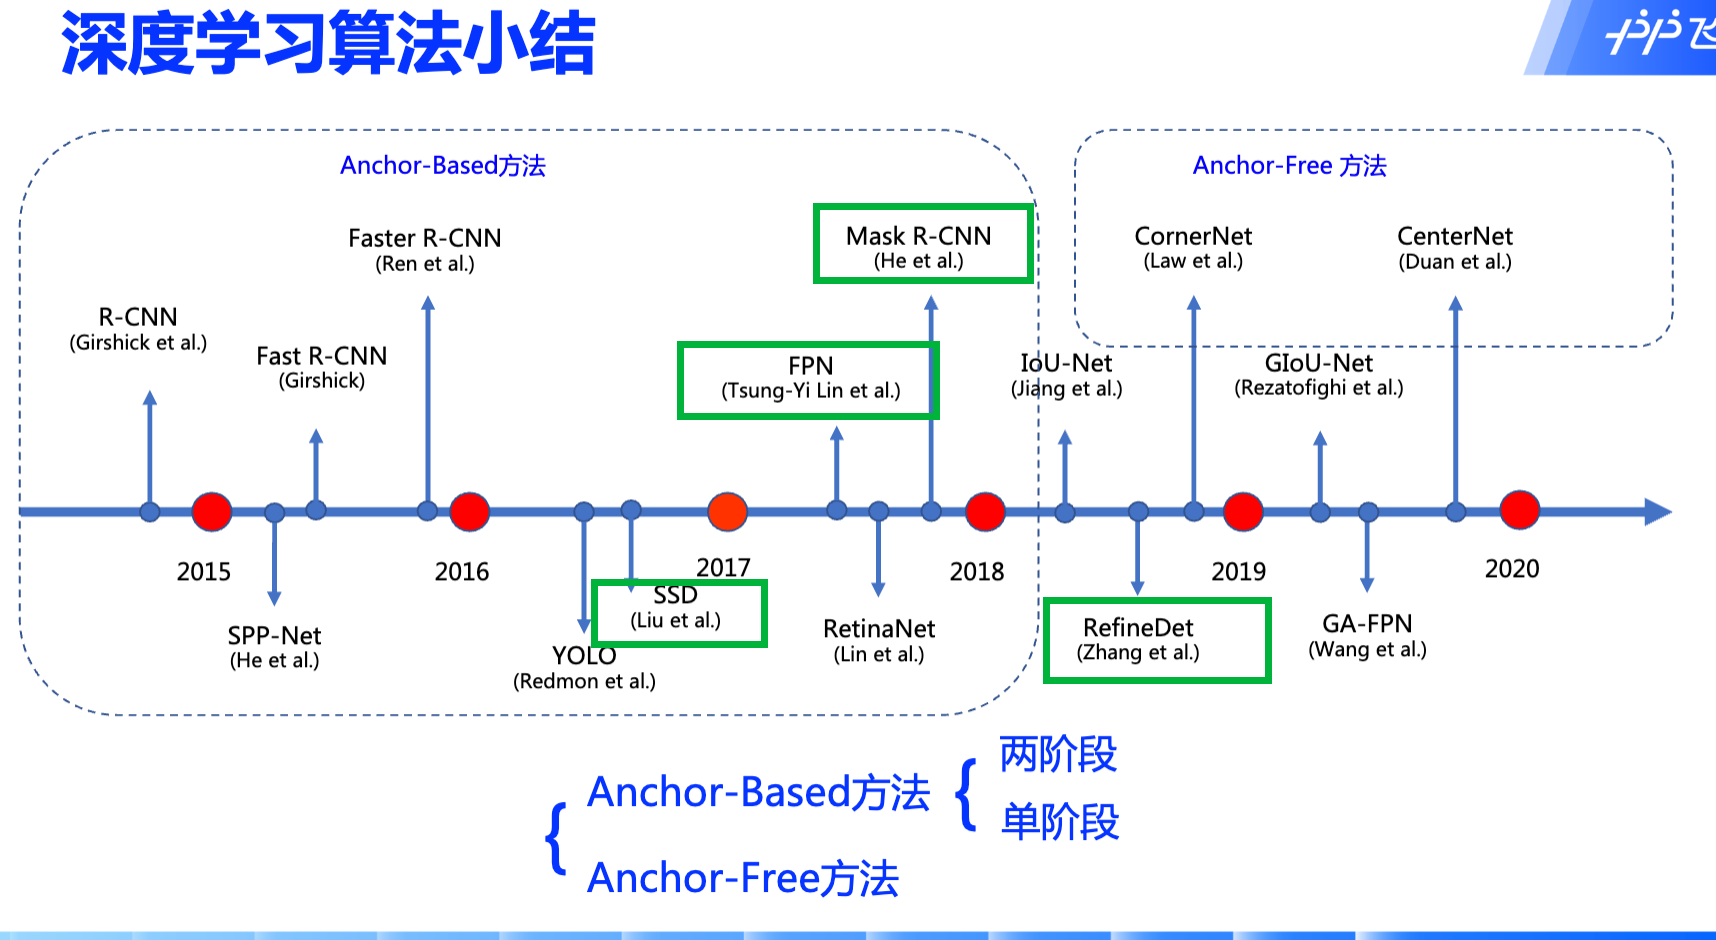 深度学习算法小结
飞
Anchor-Based方法
Anchor-Free 方法
Mask R-CNN
(He et al.)
CornerNet
(Law et al.)
CenterNet
(Duan et al.)
Faster R-CNN
(Ren et al.)
R-CNN
(Girshick et al.)
Fast R-CNN
(Girshick)
FPN
(Tsung-Yi Lin et al.)
IoU-Net
(Jiang et al.)
GIoU-Net
(Rezatofighi et al.)
2015
2016
2017
2018
2019
2020
SPP-Net
(He et al.)
YOLO
(Redmon et al.)
SSD
(Liu et al.)
RetinaNet
(Lin et al.)
RefineDet
(Zhang et al.)
GA-FPN
(Wang et al.)
Anchor-Based方法
两阶段
单阶段
Anchor-Free方法